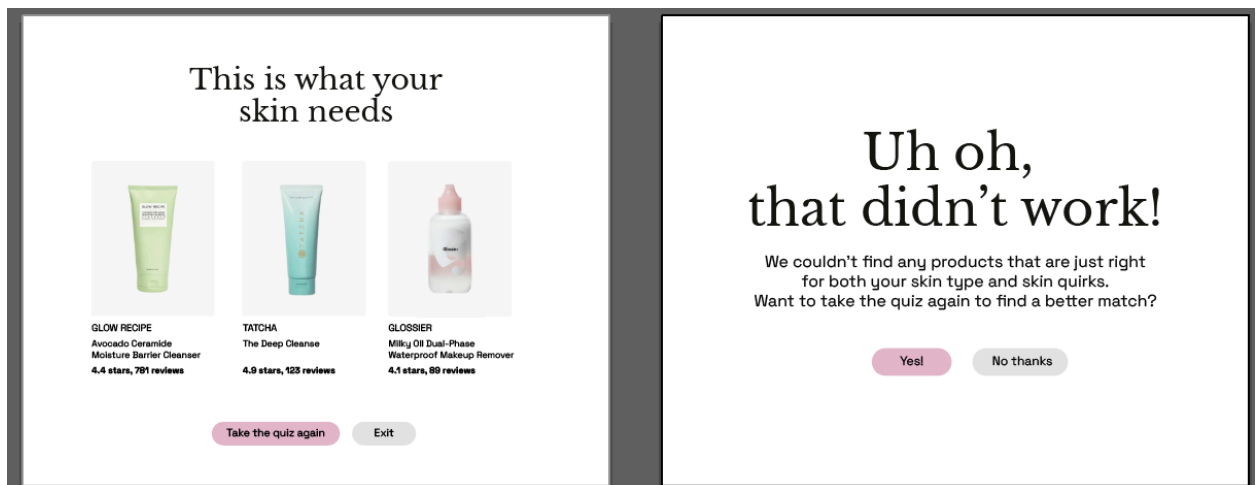 This is what your
skin needs
GLOW RECIPE
TATCHA
Glossier.
GLOW RECIPE
Avocado Ceramide
Moisture Barrier Cleanser
4.4 stars, 781 reviews
TATCHA
The Deep Cleanse
4.9 stars, 123 reviews
GLOSSIER
Milky Oil Dual-Phase
Waterproof Makeup Remover
4.1 stars, 89 reviews
Take the quiz again
Exit
Uh oh,
that didn't work!
We couldn't find any products that are just right
for both your skin type and skin quirks.
Want to take the quiz again to find a better match?
Yes!
No thanks